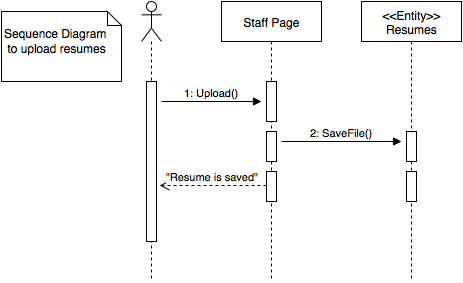 Sequence Diagram
to upload resumes
Staff Page
<<Entity>>
Resumes
1: Upload()
2: SaveFile()
"Resume is saved"